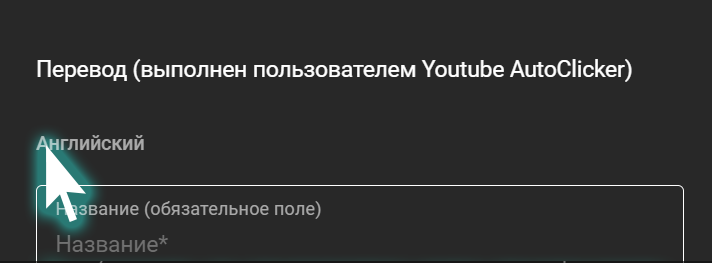 Перевод (выполнен пользователем Youtube AutoClicker)
Английский
Название (обязательное поле)
Название*